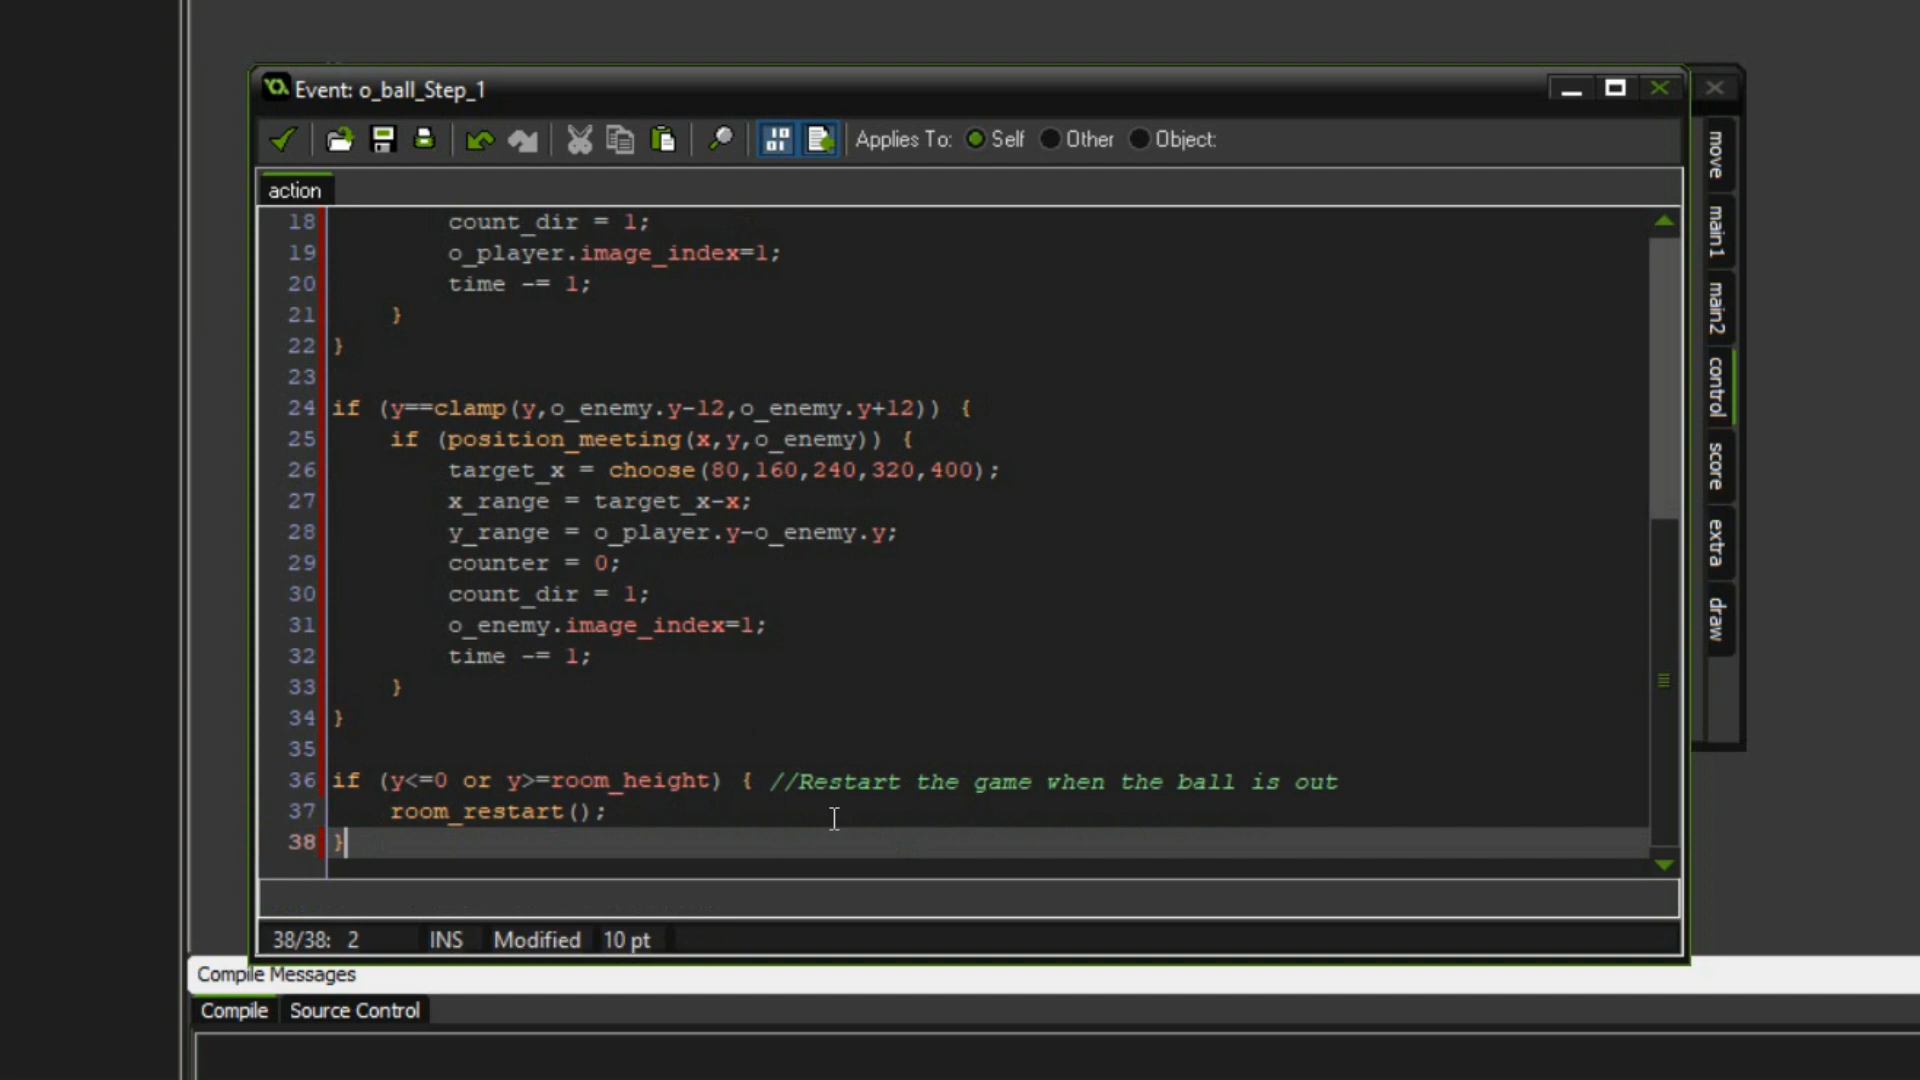 Event: o_ball_Step_1
Applies To: Self Other Object:
action
18 count_dir = 1;
19 o_player.image_index=1;
20 time -= 1;
21 }
22 }
23
24 if (y==clamp(y,o_enemy.y-12,o_enemy.y+12)) {
25 if (position_meeting(x,y,o_enemy)) {
26 target_x = choose(80,160,240,320,400);
27 x_range = target_x-x;
28 y_range = o_player.y-o_enemy.y;
29 counter = 0;
30 count_dir = 1;
31 o_enemy.image_index=1;
32 time -= 1;
33 }
34 }
35
36 if (y<=0 or y>=room_height) { //Restart the game when the ball is out
37 room_restart();
38 }
38/38: 2 INS Modified 10 pt
move
main1
main2
control
score
extra
draw
Compile Messages
Compile Source Control